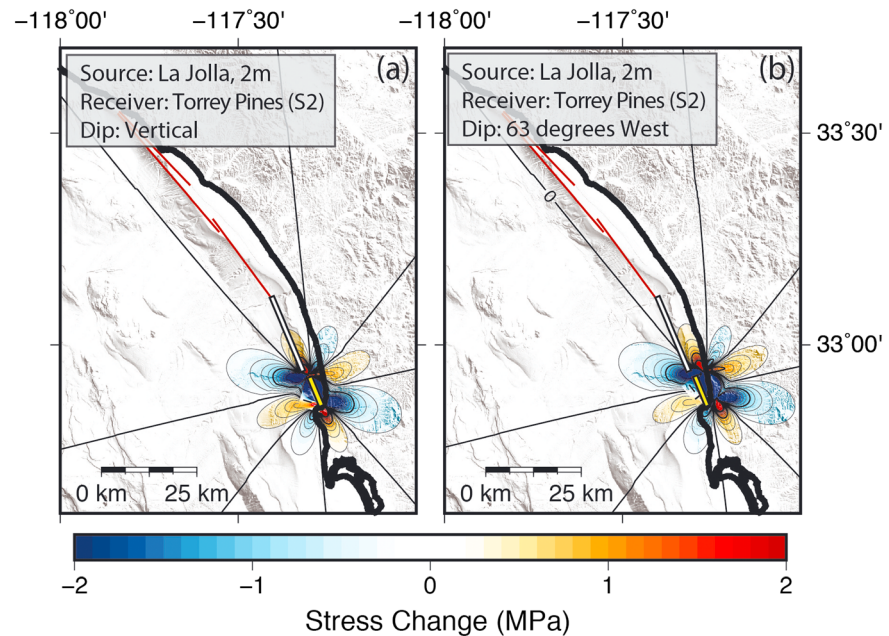 −118˚00' −117˚30' −118˚00' −117˚30'
Source: La Jolla, 2m
Receiver: Torrey Pines (S2)
Dip: Vertical
(a)
Source: La Jolla, 2m
Receiver: Torrey Pines (S2)
Dip: 63 degrees West
(b)
33˚30'
0
33˚00'
0 km 25 km
0 km 25 km
−2 −1 0 1 2
Stress Change (MPa)